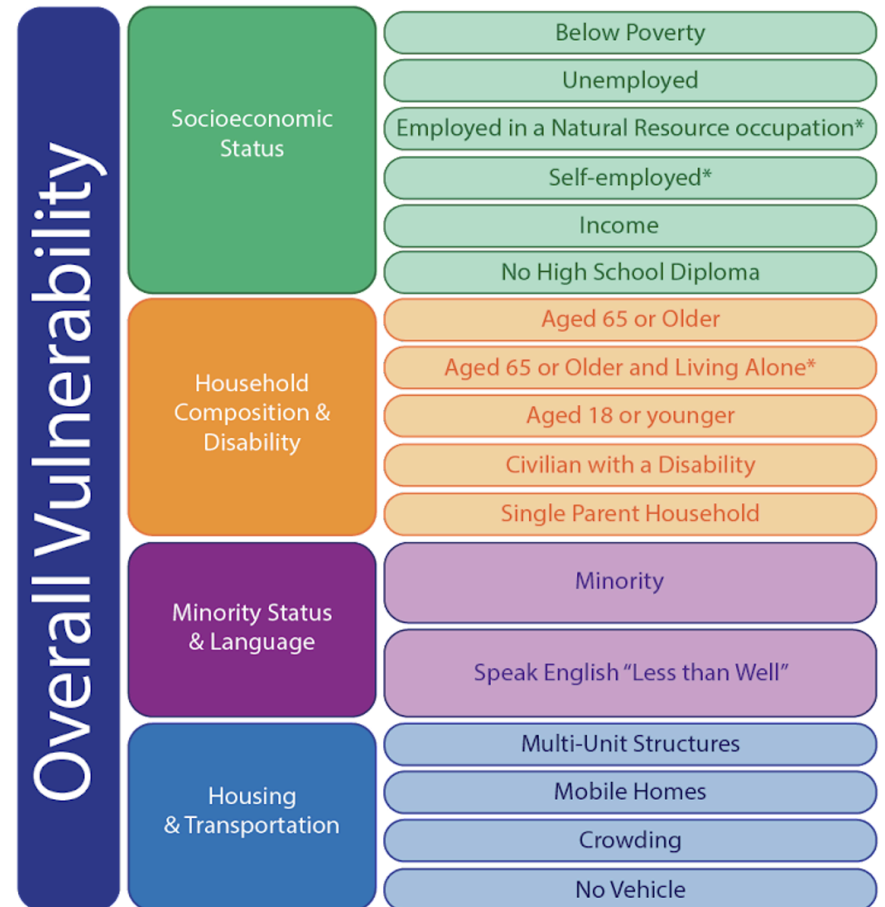 Overall Vulnerability
Socioeconomic
Status
Below Poverty
Unemployed
Employed in a Natural Resource occupation*
Self-employed*
Income
No High School Diploma
Household
Composition &
Disability
Aged 65 or Older
Aged 65 or Older and Living Alone*
Aged 18 or younger
Civilian with a Disability
Single Parent Household
Minority Status
& Language
Minority
Speak English “Less than Well”
Housing
& Transportation
Multi-Unit Structures
Mobile Homes
Crowding
No Vehicle